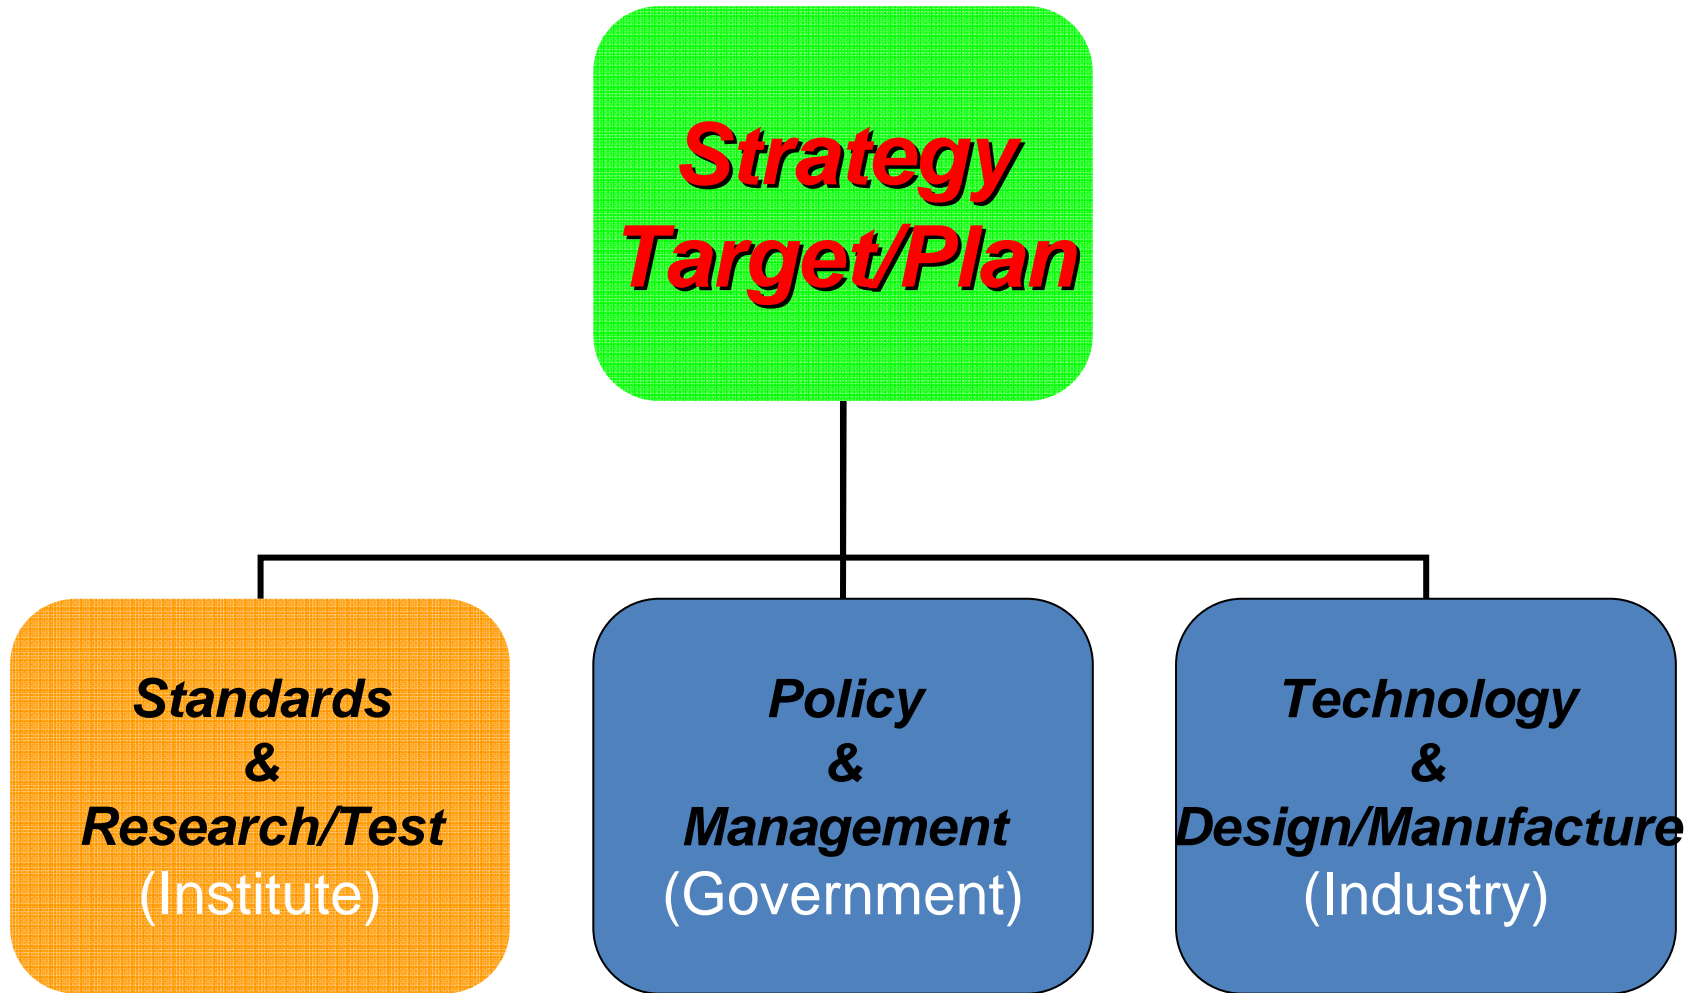 Strategy
Target/Plan
Standards
&
Research/Test
(Institute)
Policy
&
Management
(Government)
Technology
&
Design/Manufacture
(Industry)